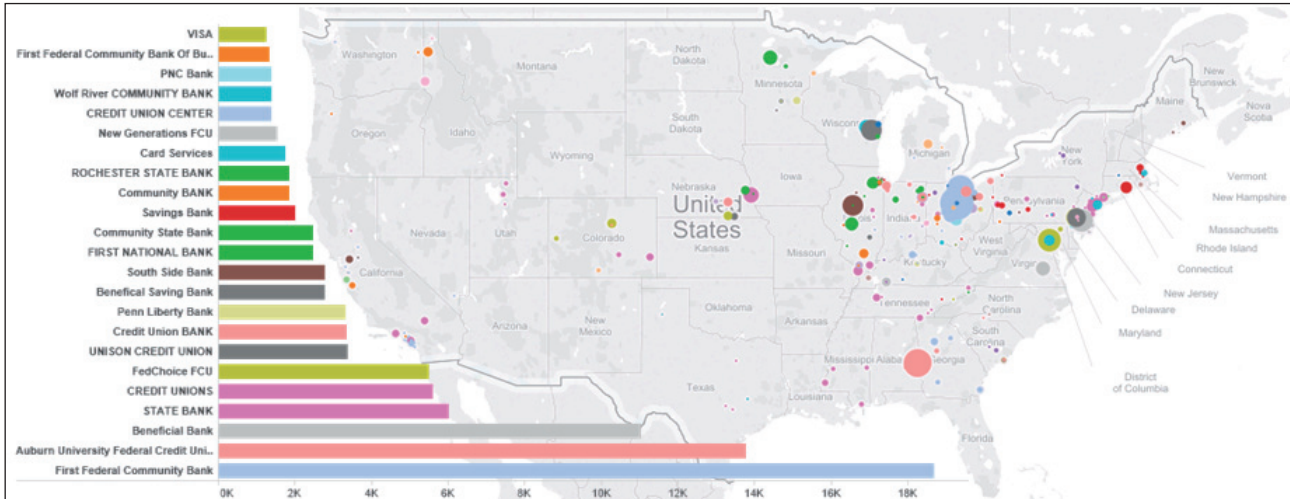 VISA
First Federal Community Bank Of Bu..
PNC Bank
Wolf River COMMUNITY BANK
CREDIT UNION CENTER
New Generations FCU
Card Services
ROCHESTER STATE BANK
Community BANK
Savings Bank
Community State Bank
FIRST NATIONAL BANK
South Side Bank
Benefical Saving Bank
Penn Liberty Bank
Credit Union BANK
UNISON CREDIT UNION
FedChoice FCU
CREDIT UNIONS
STATE BANK
Beneficial Bank
Auburn University Federal Credit Uni..
First Federal Community Bank
0K 2K 4K 6K 8K 10K 12K 14K 16K 18K
Washington
Montana
North
Dakota
Minnesota
Oregon
Idaho
South
Dakota
Wisconsin
Michigan
Maine
New
Brunswick
Nova
Scotia
Wyoming
Iowa
New
York
Vermont
New Hampshire
Massachusetts
Rhode Island
Connecticut
New Jersey
Delaware
Maryland
District
of Columbia
Nebraska
United
States
Nevada
Utah
Colorado
Kansas
Missouri
Indiana
Pennsylvania
West
Virginia
Virginia
Kentucky
California
Arizona
New
Mexico
Oklahoma
Arkansas
Tennessee
North
Carolina
South
Carolina
Mississippi
Alabama
Georgia
Texas
Louisiana
Florida